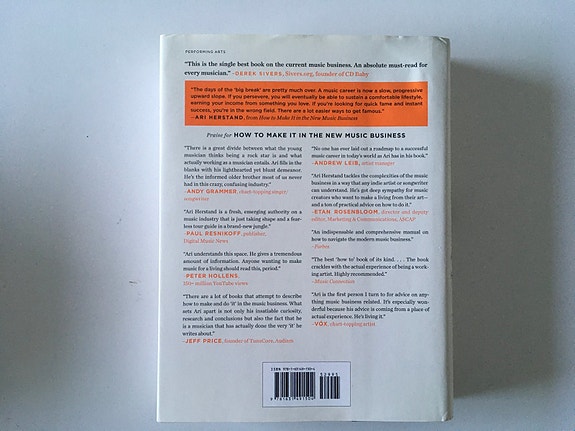 PERFORMING ARTS
"This is the single best book on the current music business. An absolute must-read for
every musician." –DEREK SIVERS, Sivers.org, founder of CD Baby
"The days of the 'big break' are pretty much over. A music career is now a slow, progressive
upward slope. If you persevere, you will eventually be able to sustain a comfortable lifestyle,
earning your income from something you love. If you're looking for quick fame and instant
success, you're in the wrong field. There are a lot easier ways to get famous."
–ARI HERSTAND, from How to Make It in the New Music Business
Praise for HOW TO MAKE IT IN THE NEW MUSIC BUSINESS
"There is a great divide between what the young
musician thinks being a rock star is and what
actually working as a musician entails. Ari fills in the
blanks with his lighthearted yet blunt demeanor.
He's the informed older brother most of us never
had in this crazy, confusing industry."
–ANDY GRAMMER, chart-topping singer/
songwriter
"Ari Herstand is a fresh, emerging authority on a
music industry that is just taking shape and a fear-
less tour guide in a brand-new jungle."
–PAUL RESNIKOFF, publisher,
Digital Music News
"Ari understands this space. He gives a tremendous
amount of information. Anyone wanting to make
music for a living should read this, period."
–PETER HOLLENS,
350+ million YouTube views
"There are a lot of books that attempt to describe
how to make and do 'it' in the music business. What
sets Ari apart is not only his insatiable curiosity,
research and conclusions but also the fact that he
is a musician that has actually done the very 'it' he
writes about."
–JEFF PRICE, founder of TuneCore, Audiam
"No one has ever laid out a roadmap to a successful
music career in today's world as Ari has in his book."
–ANDREW LEIB, artist manager
"Ari Herstand tackles the complexities of the music
business in a way that any indie artist or songwriter
can understand. He's got deep sympathy for music
creators who want to make a living from their art—
and a ton of practical advice on how to do it."
–ETAN ROSENBLOOM, director and deputy
editor, Marketing & Communications, ASCAP
"An indispensable and comprehensive manual on
how to navigate the modern music business."
–Forbes
"The best 'how to' book of its kind. . . . The book
crackles with the actual experience of being a work-
ing artist. Highly recommended."
–Music Connection
"Ari is the first person I turn to for advice on any-
thing music business related. It's especially won-
derful because his advice is coming from a place of
actual experience. He's living it."
–VÖX, chart-topping artist
ISBN 978-1-63149-150-4
52995
9 781631 491504